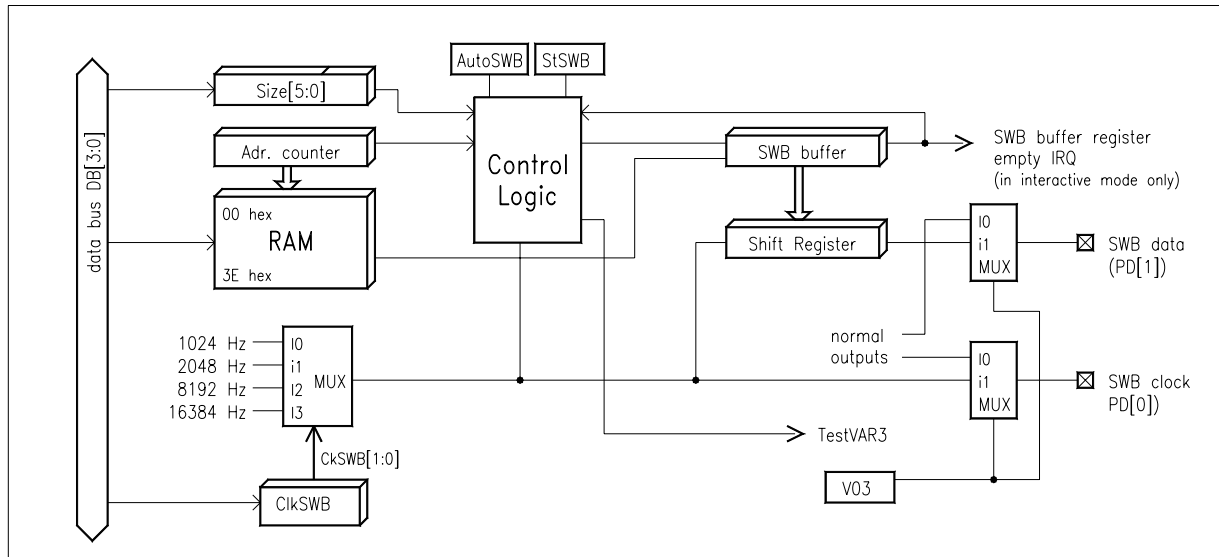 AutoSWB
StSWB
Size[5:0]
Adr. counter
data bus DB[3:0]
00 hex
RAM
3E hex
Control
Logic
SWB buffer
SWB buffer register
empty IRQ
(in interactive mode only)
Shift Register
I0
i1
MUX
SWB data
(PD[1])
1024 Hz
2048 Hz
8192 Hz
16384 Hz
I0
i1
I2
I3
MUX
normal
outputs
I0
i1
MUX
SWB clock
PD[0])
TestVAR3
CkSWB[1:0]
ClkSWB
V03